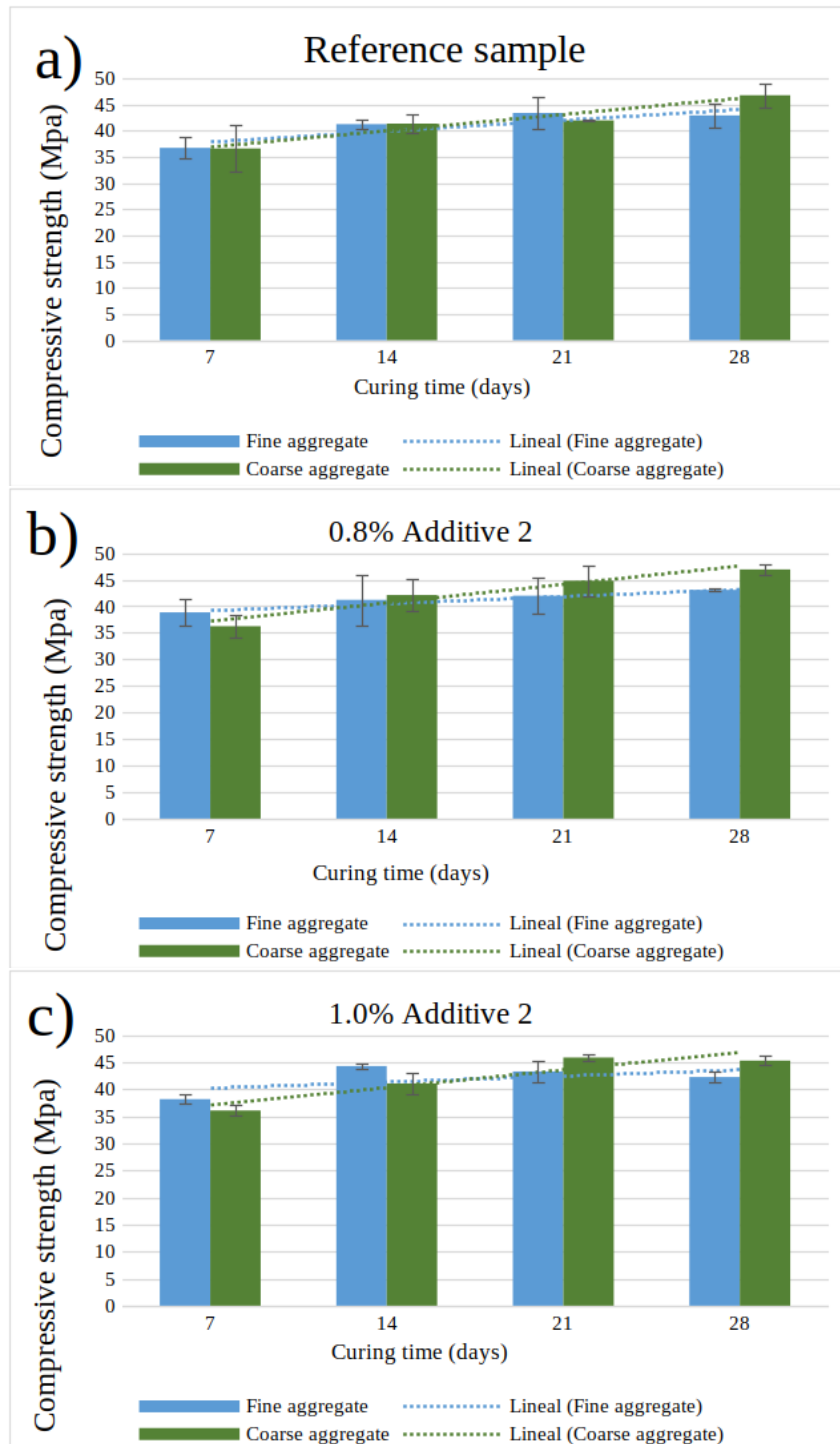 a)
Reference sample
Compressive strength (Mpa)
50
45
40
35
30
25
20
15
10
5
0
7 14 21 28
Curing time (days)
Fine aggregate Lineal (Fine aggregate)
Coarse aggregate Lineal (Coarse aggregate)
b)
0.8% Additive 2
Compressive strength (Mpa)
50
45
40
35
30
25
20
15
10
5
0
7 14 21 28
Curing time (days)
Fine aggregate Lineal (Fine aggregate)
Coarse aggregate Lineal (Coarse aggregate)
c)
1.0% Additive 2
Compressive strength (Mpa)
50
45
40
35
30
25
20
15
10
5
0
7 14 21 28
Curing time (days)
Fine aggregate Lineal (Fine aggregate)
Coarse aggregate Lineal (Coarse aggregate)